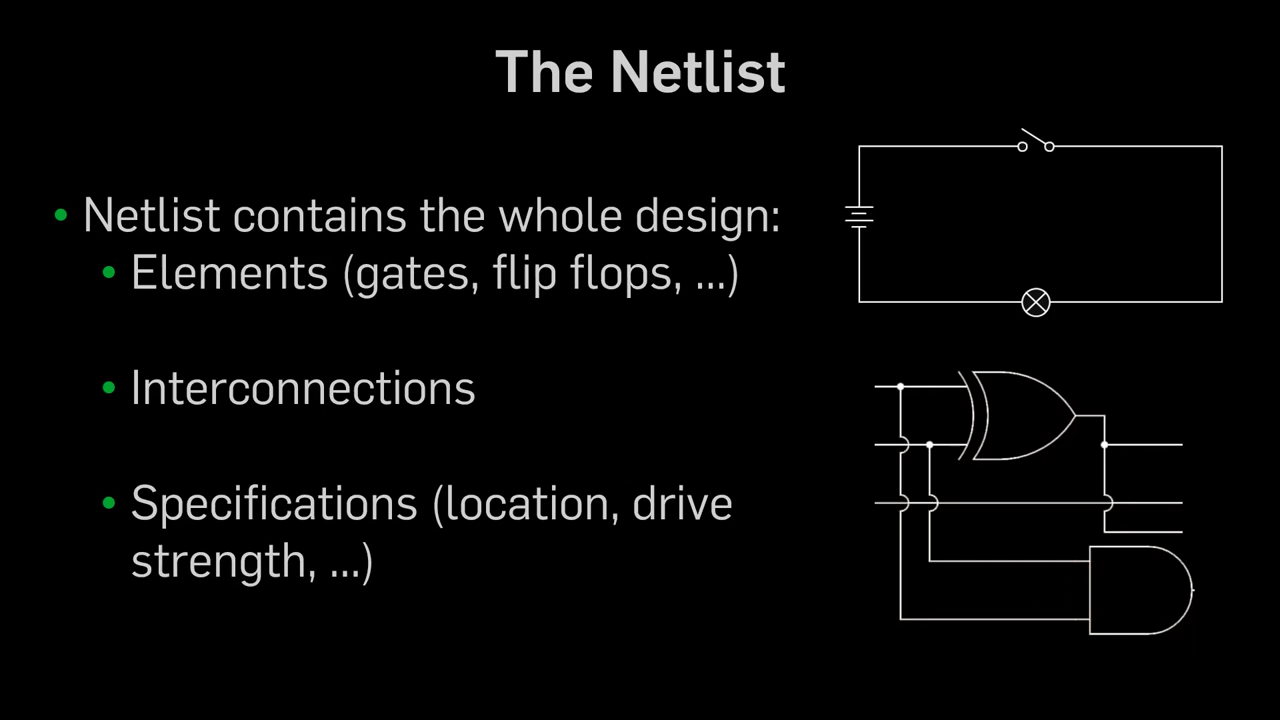 The Netlist
• Netlist contains the whole design:
• Elements (gates, flip flops, ...)
• Interconnections
• Specifications (location, drive
strength, ...)